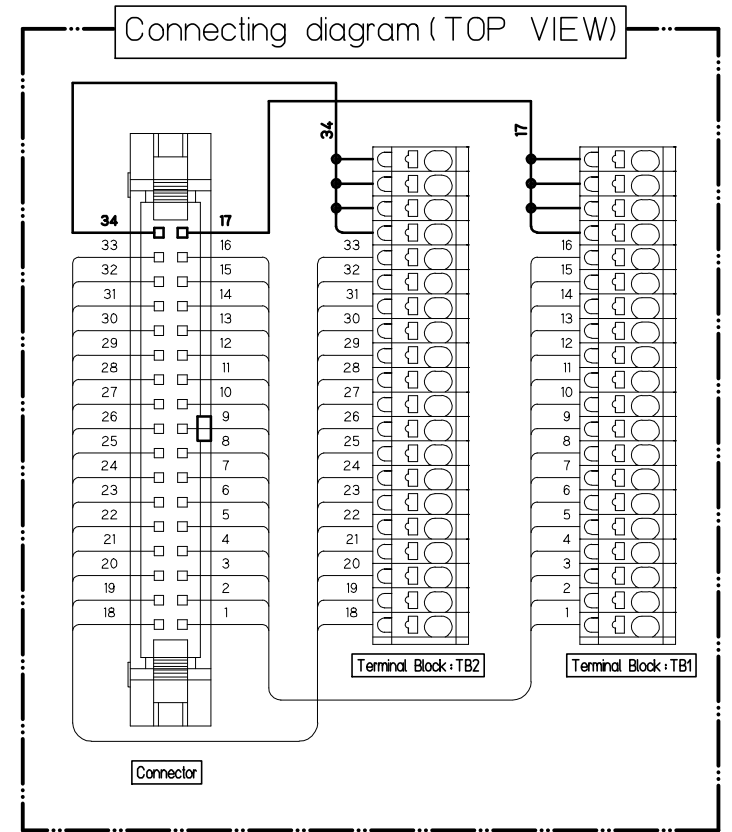 Connecting diagram (TOP VIEW)
34 17
34 17
33 16 33 16
32 15 32 15
31 14 31 14
30 13 30 13
29 12 29 12
28 11 28 11
27 10 27 10
26 9 26 9
25 8 25 8
24 7 24 7
23 6 23 6
22 5 22 5
21 4 21 4
20 3 20 3
19 2 19 2
18 1 18 1
Terminal Block : TB2 Terminal Block : TB1
Connector